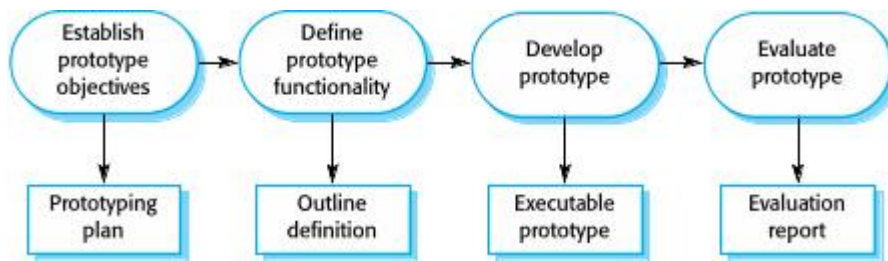 Establish
prototype
objectives
Define
prototype
functionality
Develop
prototype
Evaluate
prototype
Prototyping
plan
Outline
definition
Executable
prototype
Evaluation
report